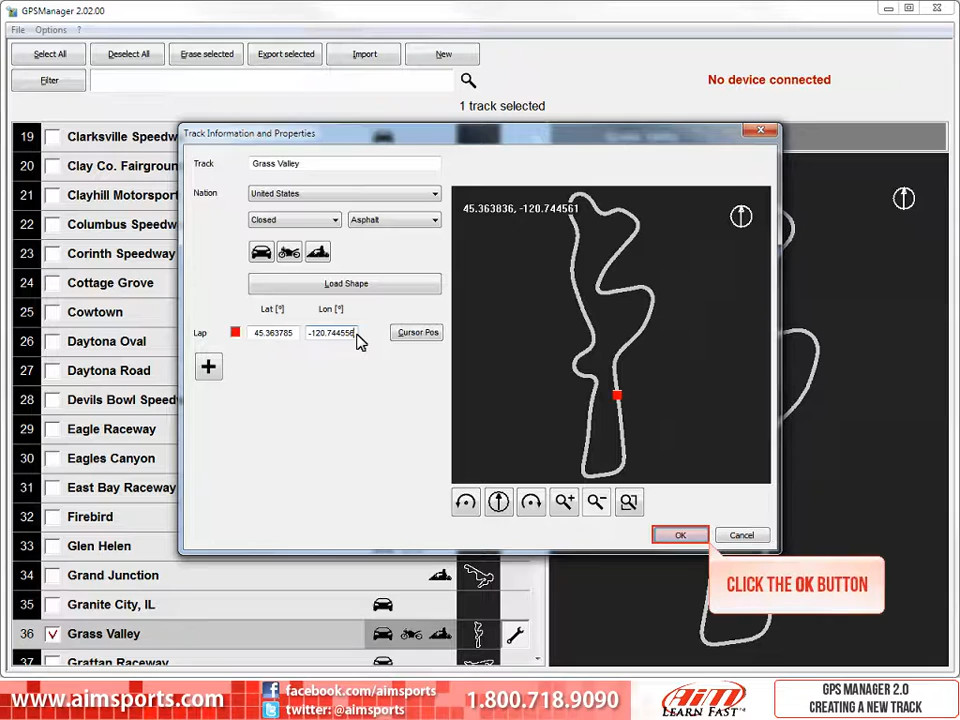 GPSManager 2.02.00
File Options ?
Select All Deselect All Erase selected Export selected Import New
Filter
No device connected
1 track selected
19 Clarksville Speedw
20 Clay Co. Fairgroun
21 Clayhill Motorsport
22 Columbus Speedw
23 Corinth Speedway
24 Cottage Grove
25 Cowtown
26 Daytona Oval
27 Daytona Road
28 Devils Bowl Speed
29 Eagle Raceway
30 Eagles Canyon
31 East Bay Raceway
32 Firebird
33 Glen Helen
34 Grand Junction
35 Granite City, IL
36 Grass Valley
37 Grattan Raceway
Track Information and Properties
Track Grass Valley
Nation United States
Closed Asphalt
Load Shape
Lat [º] Lon [º]
Lap 45.363785 -120.744556 Cursor Pos
+
45.363836, -120.744561
OK Cancel
CLICK THE OK BUTTON
www.aimsports.com
facebook.com/aimsports
twitter: @aimsports
1.800.718.9090
AiM
LEARN FAST
GPS MANAGER 2.0
CREATING A NEW TRACK